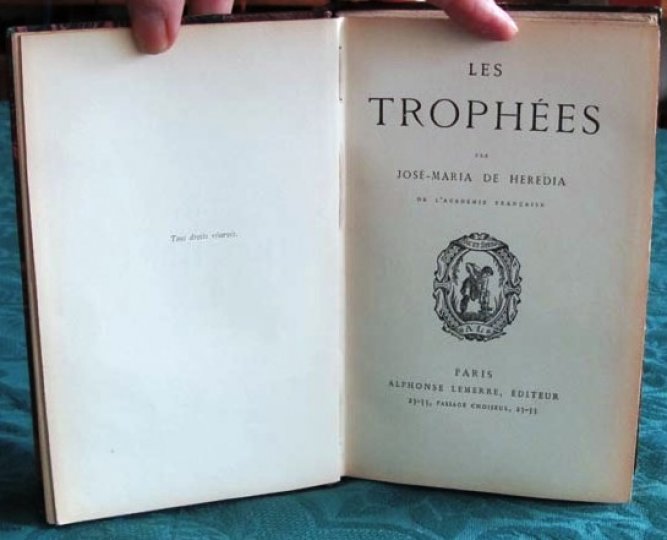 Tous droits réservés.
LES
TROPHÉES
PAR
JOSÉ-MARIA DE HEREDIA
DE L'ACADÉMIE FRANÇAISE
A·L
PARIS
ALPHONSE LEMERRE, ÉDITEUR
23-33, PASSAGE CHOISEUL, 23-33